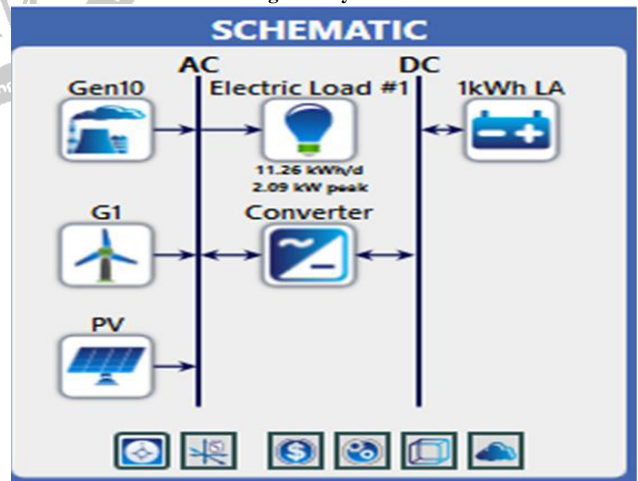 SCHEMATIC
AC
DC
Gen10
Electric Load #1
1kWh LA
11.26 kWh/d
2.09 kW peak
G1
Converter
PV